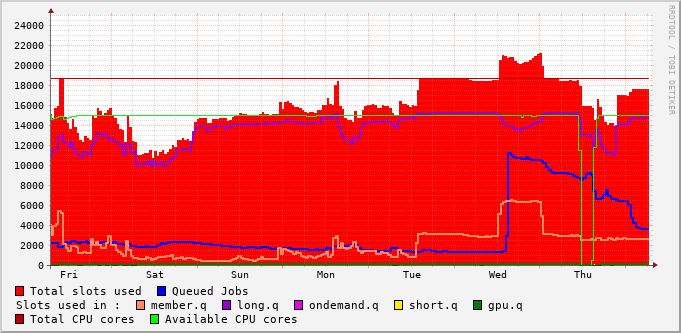 24000
22000
20000
18000
16000
14000
12000
10000
8000
6000
4000
2000
0
Fri Sat Sun Mon Tue Wed Thu
Total slots used Queued Jobs
Slots used in : member.q long.q ondemand.q short.q gpu.q
Total CPU cores Available CPU cores
RRDTOOL / TOBI OETIKER